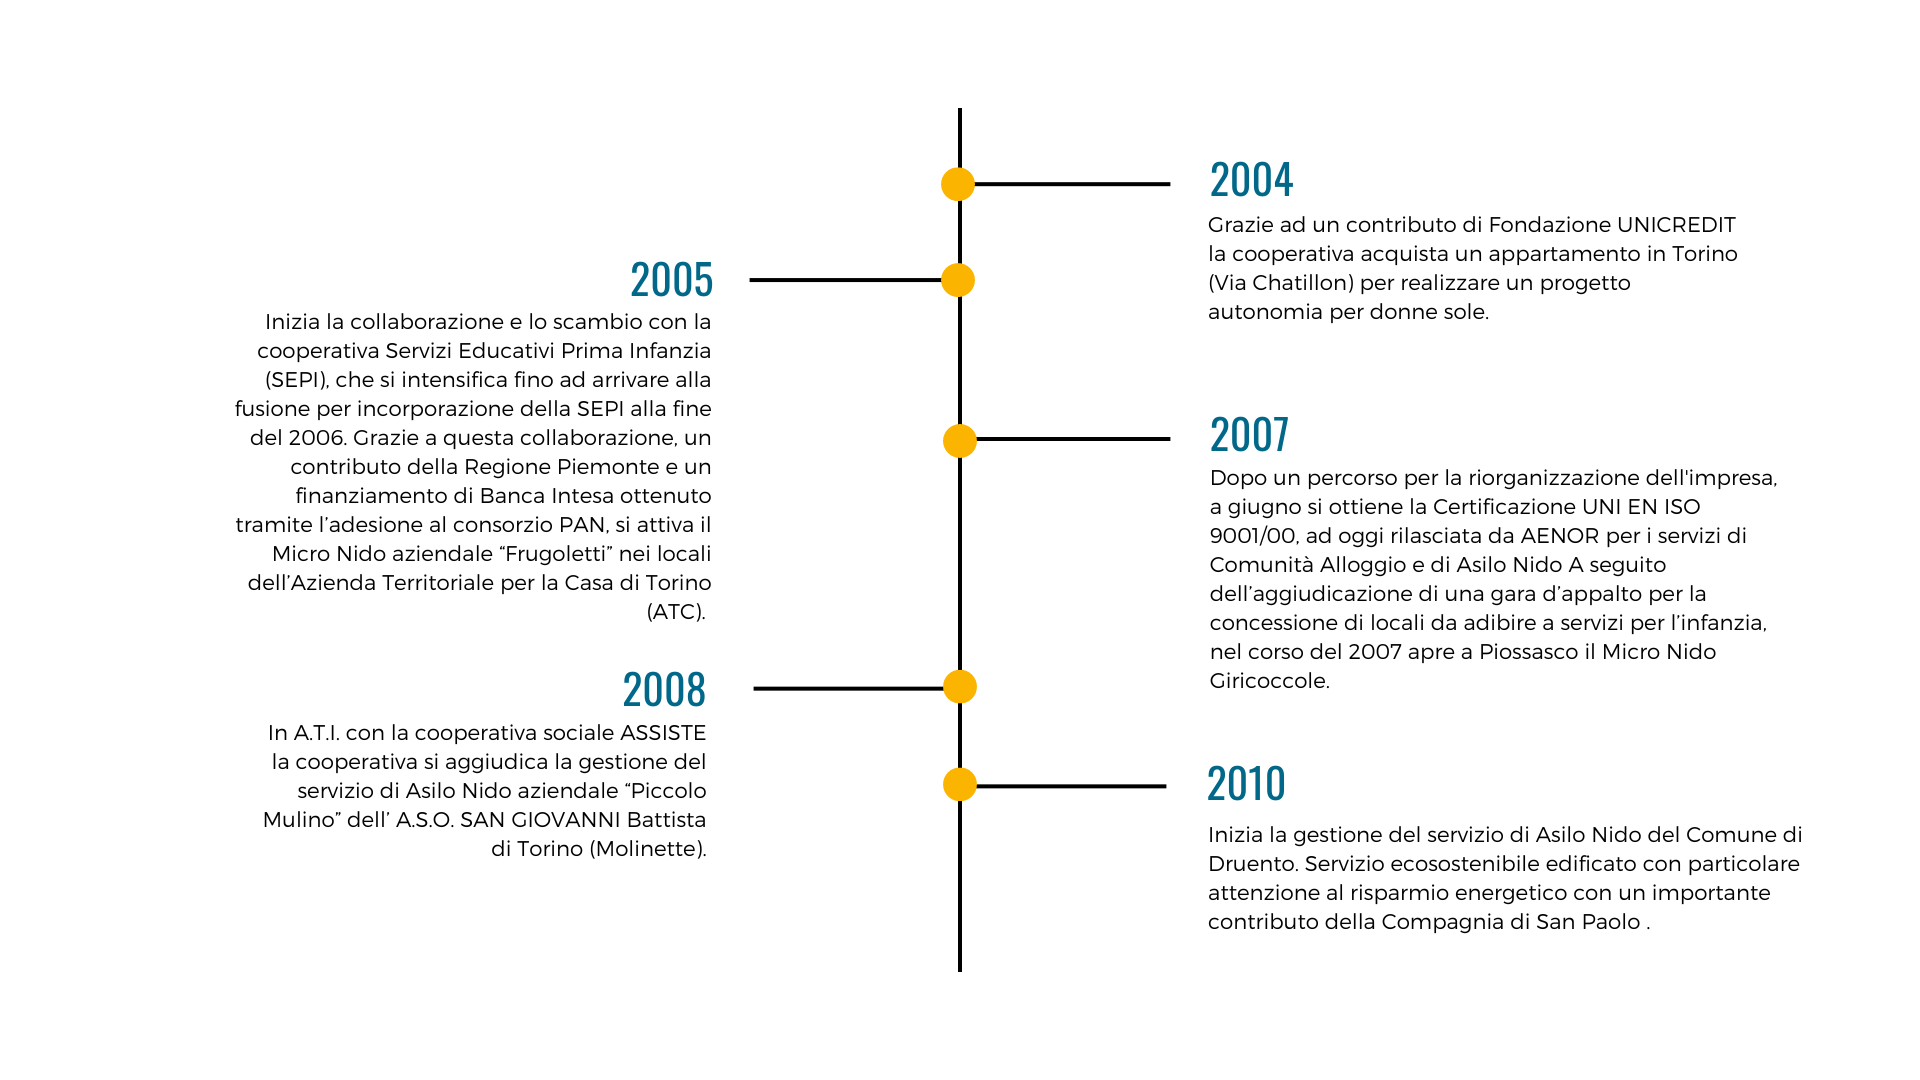 2004
Grazie ad un contributo di Fondazione UNICREDIT
la cooperativa acquista un appartamento in Torino
(Via Chatillon) per realizzare un progetto
autonomia per donne sole.
2005
Inizia la collaborazione e lo scambio con la
cooperativa Servizi Educativi Prima Infanzia
(SEPI), che si intensifica fino ad arrivare alla
fusione per incorporazione della SEPI alla fine
del 2006. Grazie a questa collaborazione, un
contributo della Regione Piemonte e un
finanziamento di Banca Intesa ottenuto
tramite l’adesione al consorzio PAN, si attiva il
Micro Nido aziendale “Frugoletti” nei locali
dell’Azienda Territoriale per la Casa di Torino
(ATC).
2007
Dopo un percorso per la riorganizzazione dell'impresa,
a giugno si ottiene la Certificazione UNI EN ISO
9001/00, ad oggi rilasciata da AENOR per i servizi di
Comunità Alloggio e di Asilo Nido A seguito
dell’aggiudicazione di una gara d’appalto per la
concessione di locali da adibire a servizi per l’infanzia,
nel corso del 2007 apre a Piossasco il Micro Nido
Giricoccole.
2008
In A.T.I. con la cooperativa sociale ASSISTE
la cooperativa si aggiudica la gestione del
servizio di Asilo Nido aziendale “Piccolo
Mulino” dell’ A.S.O. SAN GIOVANNI Battista
di Torino (Molinette).
2010
Inizia la gestione del servizio di Asilo Nido del Comune di
Druento. Servizio ecosostenibile edificato con particolare
attenzione al risparmio energetico con un importante
contributo della Compagnia di San Paolo .